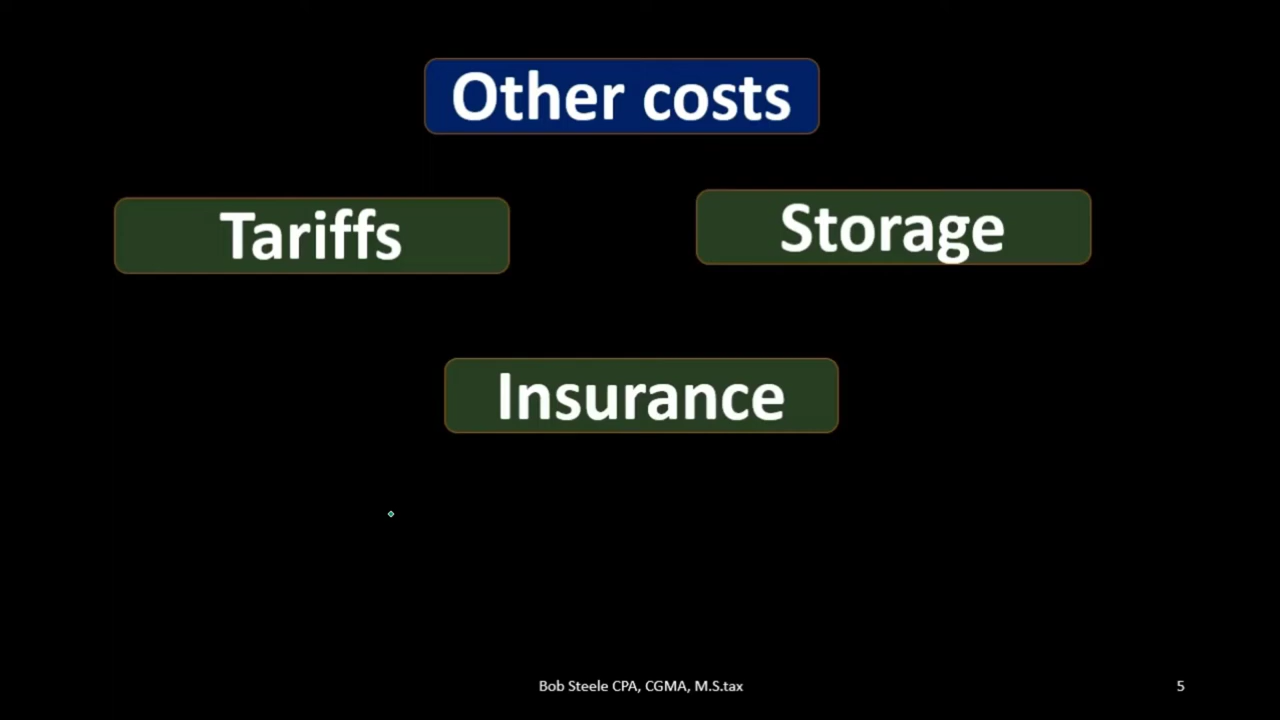 Other costs
Tariffs
Storage
Insurance
Bob Steele CPA, CGMA, M.S.tax
5